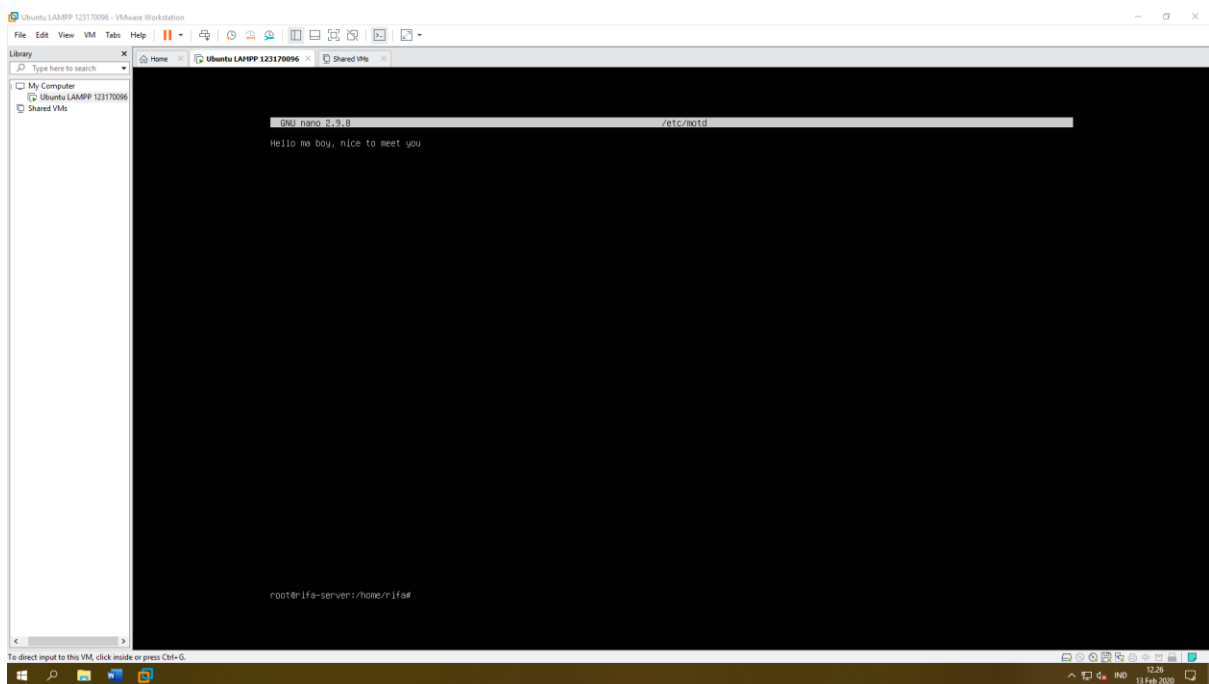 Ubuntu LAMPP 123170096 - VMware Workstation
File Edit View VM Tabs Help
Library
Type here to search
My Computer
Ubuntu LAMPP 123170096
Shared VMs
Home
Ubuntu LAMPP 123170096
Shared VMs
GNU nano 2.9.8 /etc/motd
Hello ma boy, nice to meet you
root@rifa-server:/home/rifa#
To direct input to this VM, click inside or press Ctrl+G.
IND
12.26
13 Feb 2020